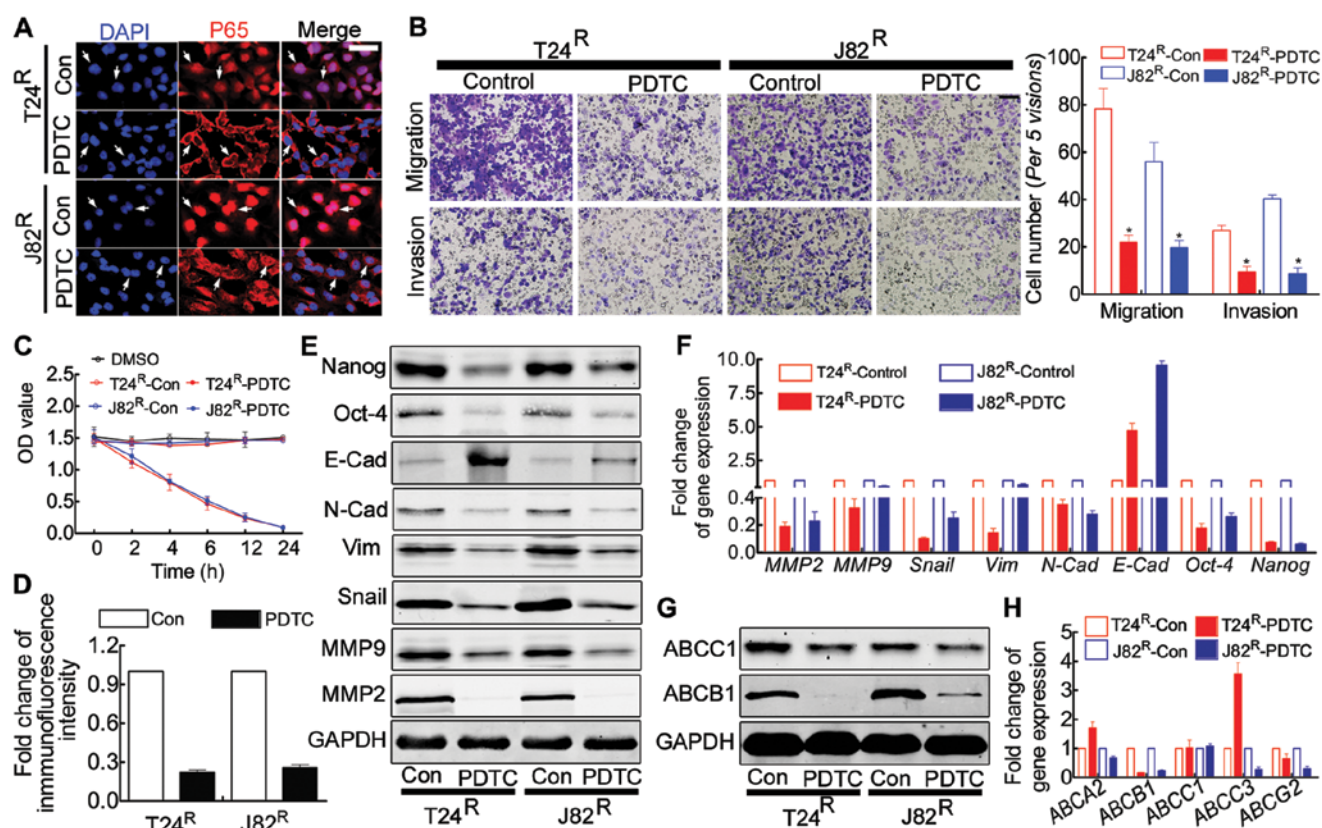 A
DAPI
P65
Merge
T24R
Con
PDTC
J82R
Con
PDTC
B
T24R
J82R
Control
PDTC
Control
PDTC
Migration
Invasion
Cell number (Per 5 visions)
100
80
60
40
20
0
T24R-Con
T24R-PDTC
J82R-Con
J82R-PDTC
*
*
*
*
Migration
Invasion
C
OD value
2.5
2.0
1.5
1.0
0.5
0.0
DMSO
T24R-Con
T24R-PDTC
J82R-Con
J82R-PDTC
0 2 4 6 12 24
Time (h)
D
Fold change of
inmmunofluorescence
intensity
1.2
0.9
0.6
0.3
0.0
Con
PDTC
T24R
J82R
E
Nanog
Oct-4
E-Cad
N-Cad
Vim
Snail
MMP9
MMP2
GAPDH
Con PDTC Con PDTC
T24R J82R
F
Fold change
of gene expression
10.0
7.5
5.0
2.5
0.4
0.2
0.0
T24R-Control
T24R-PDTC
J82R-Control
J82R-PDTC
MMP2 MMP9 Snail Vim N-Cad E-Cad Oct-4 Nanog
G
ABCC1
ABCB1
GAPDH
Con PDTC Con PDTC
T24R J82R
H
Fold change of
gene expression
5
4
3
2
1
0
T24R-Con
T24R-PDTC
J82R-Con
J82R-PDTC
ABCA2
ABCB1
ABCC1
ABCC3
ABCG2